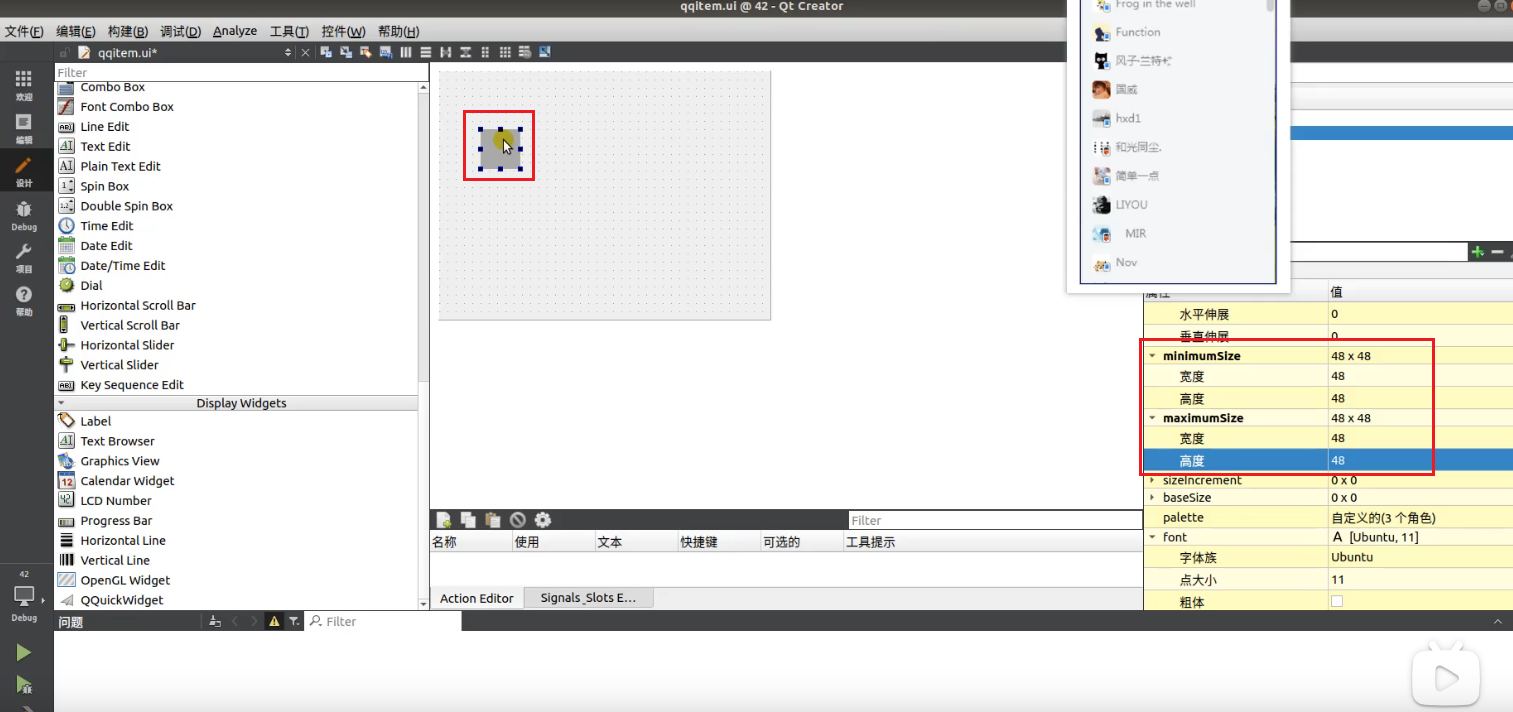 qqitem.ui @ 42 - Qt Creator
文件(F) 编辑(E) 构建(B) 调试(D) Analyze 工具(T) 控件(W) 帮助(H)
qqitem.ui*
欢迎
编辑
设计
Debug
项目
帮助
42
Debug
Filter
Combo Box
Font Combo Box
Line Edit
Text Edit
Plain Text Edit
Spin Box
Double Spin Box
Time Edit
Date Edit
Date/Time Edit
Dial
Horizontal Scroll Bar
Vertical Scroll Bar
Horizontal Slider
Vertical Slider
Key Sequence Edit
Display Widgets
Label
Text Browser
Graphics View
Calendar Widget
LCD Number
Progress Bar
Horizontal Line
Vertical Line
OpenGL Widget
QQuickWidget
Filter
名称 使用 文本 快捷键 可选的 工具提示
Action Editor Signals_Slots E...
Frog in the well
Function
国威
hxd1
和光同尘.
简单一点
LIYOU
MIR
Nov
属性 值
水平伸展 0
垂直伸展 0
minimumSize 48 x 48
宽度 48
高度 48
maximumSize 48 x 48
宽度 48
高度 48
sizeIncrement 0 x 0
baseSize 0 x 0
palette 自定义的(3 个角色)
font A [Ubuntu, 11]
字体族 Ubuntu
点大小 11
粗体
问题 Filter